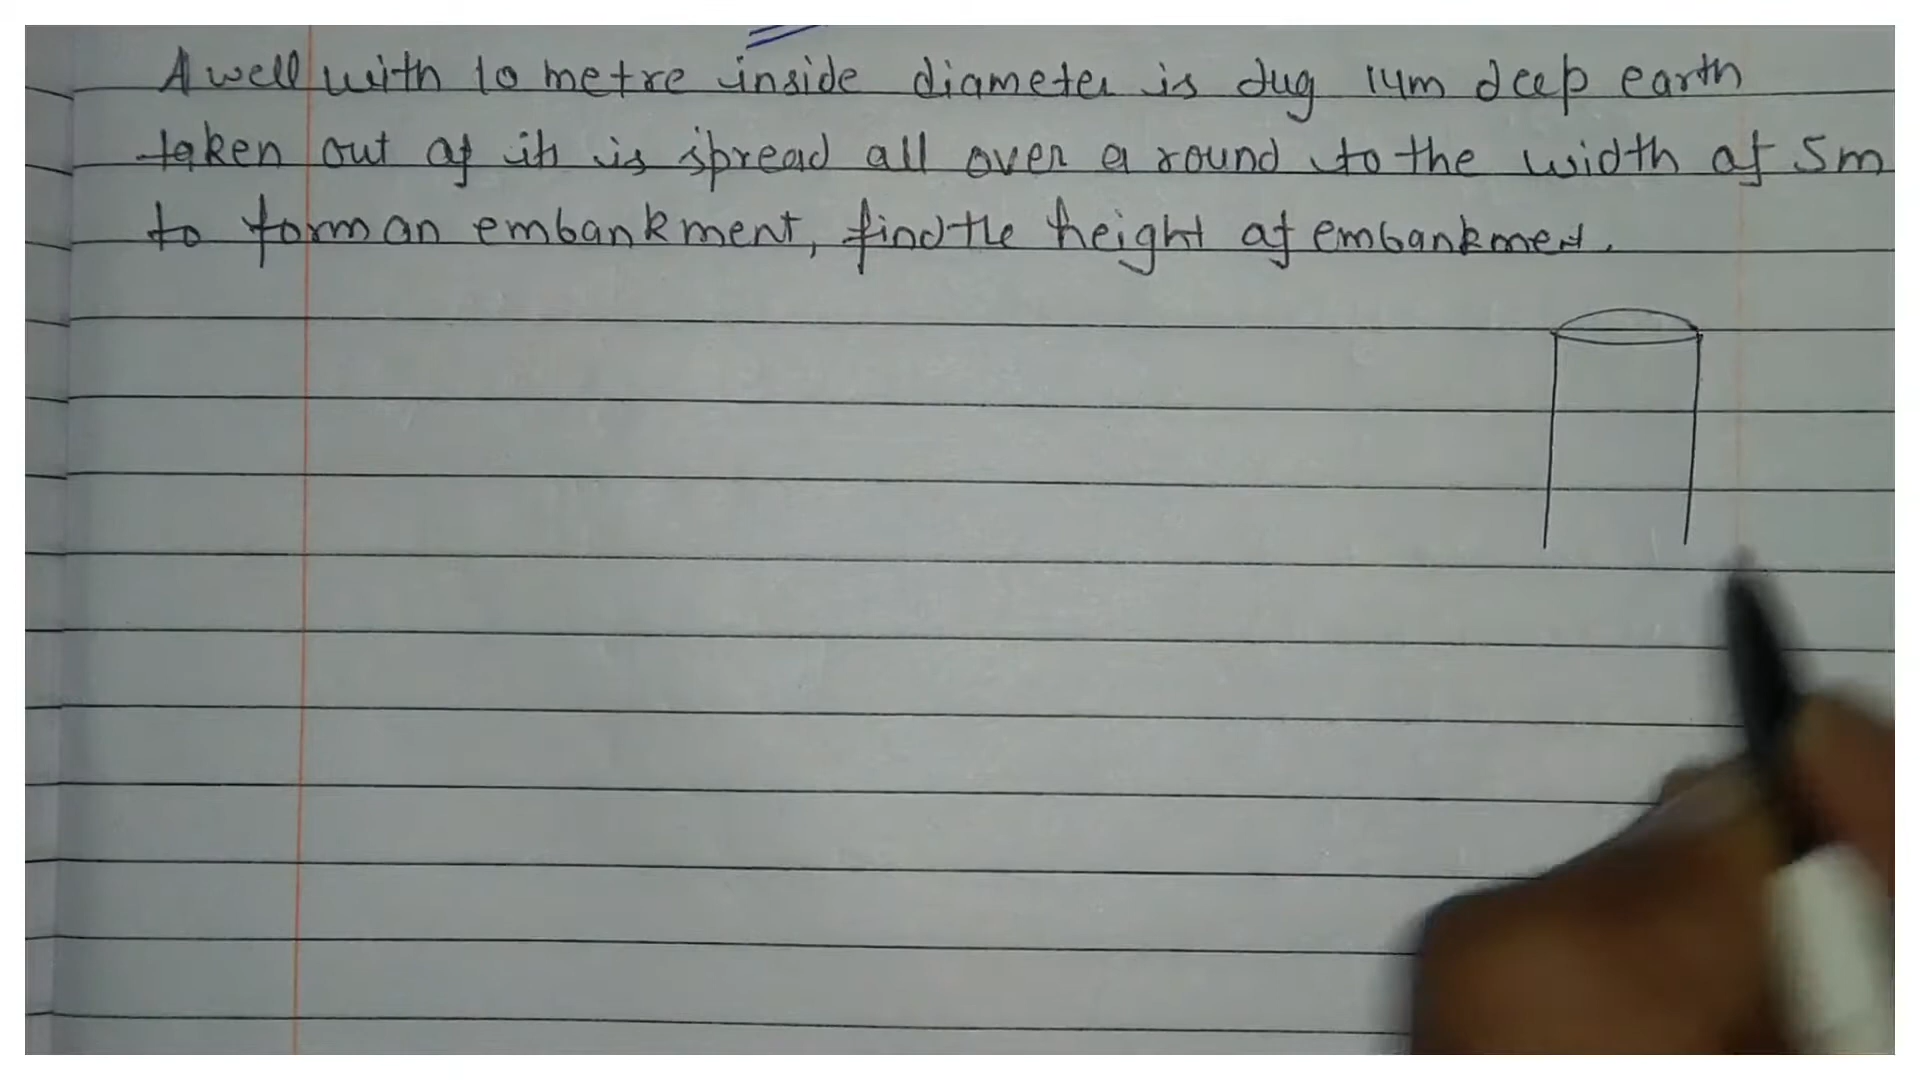 A well with 10 metre inside diameter is dug 14m deep earth
taken out of it is spread all over a round to the width of 5m
to form an embankment, find the height of embankment.